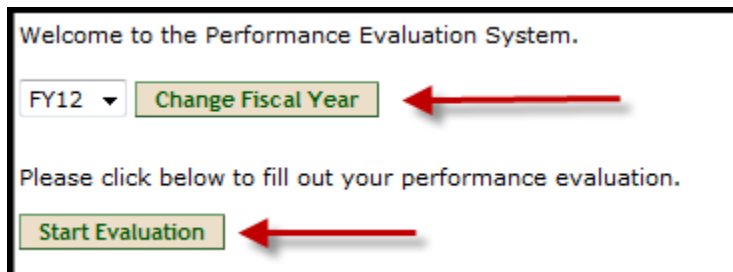 Welcome to the Performance Evaluation System.
FY12 Change Fiscal Year
Please click below to fill out your performance evaluation.
Start Evaluation